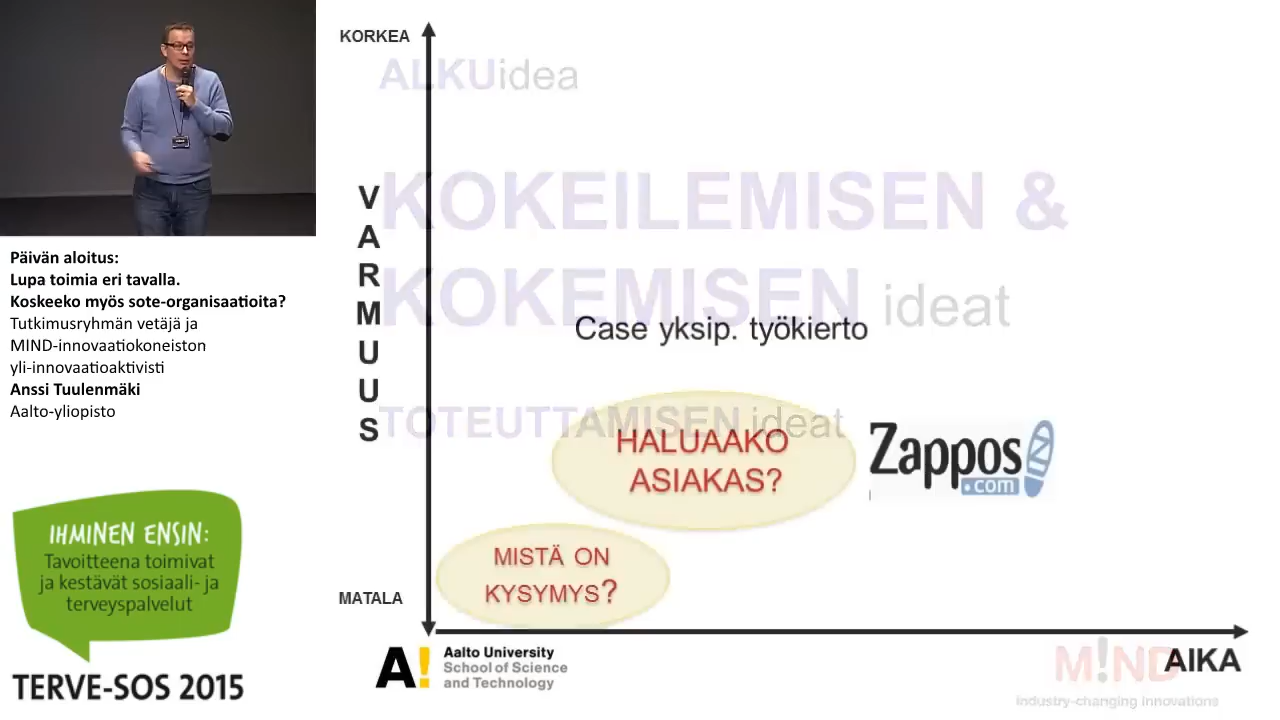 Päivän aloitus:
Lupa toimia eri tavalla.
Koskeeko myös sote-organisaatioita?
Tutkimusryhmän vetäjä ja
MIND-innovaatiokoneiston
yli-innovaatioaktivisti
Anssi Tuulenmäki
Aalto-yliopisto
IHMINEN ENSIN:
Tavoitteena toimivat
ja kestävät sosiaali- ja
terveyspalvelut
TERVE-SOS 2015
KORKEA
ALKUidea
VARMUUS
KOKEILEMISEN &
KOKEMISEN ideat
Case yksip. työkierto
TOTEUTTAMISEN ideat
HALUAAKO
ASIAKAS?
Zappos
.com
MISTÄ ON
KYSYMYS?
MATALA
A!
Aalto University
School of Science
and Technology
M!ND
AIKA
industry-changing innovations